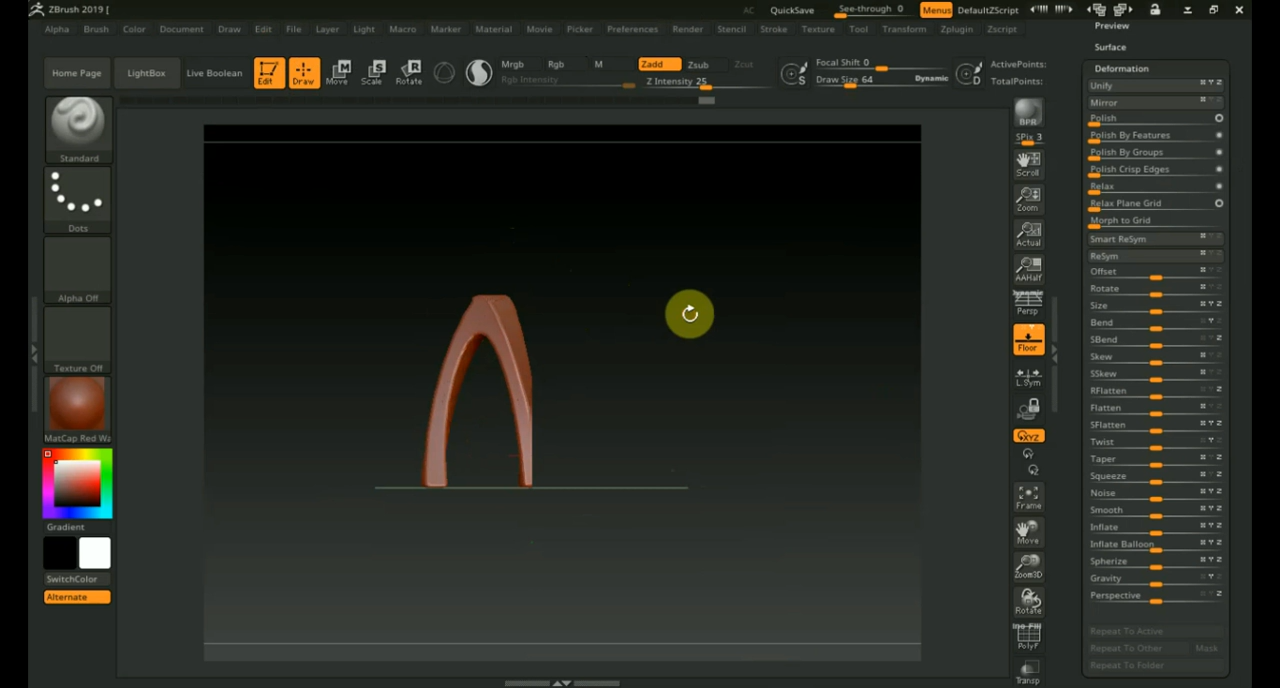 ZBrush 2019 [
AC QuickSave See-through 0 Menus DefaultZScript
Alpha Brush Color Document Draw Edit File Layer Light Macro Marker Material Movie Picker Preferences Render Stencil Stroke Texture Tool Transform Zplugin Zscript
Home Page LightBox Live Boolean Edit Draw Move Scale Rotate
Mrgb Rgb M Zadd Zsub Zcut
Rgb Intensity Z Intensity 25
S Focal Shift 0
Draw Size 64 Dynamic D
ActivePoints:
TotalPoints:
Standard
Dots
Alpha Off
Texture Off
MatCap Red Wa
Gradient
SwitchColor
Alternate
BPR
SPix 3
Scroll
Zoom
Actual
AAHalf
Dynamic
Persp
Floor
L.Sym
XYZ
Y
Z
Frame
Move
Zoom3D
Rotate
Line Fill
PolyF
Transp
Preview
Surface
Deformation
Unify
Mirror
Polish
Polish By Features
Polish By Groups
Polish Crisp Edges
Relax
Relax Plane Grid
Morph to Grid
Smart ReSym
ReSym
Offset
Rotate
Size
Bend
SBend
Skew
SSkew
RFlatten
Flatten
SFlatten
Twist
Taper
Squeeze
Noise
Smooth
Inflate
Inflate Balloon
Spherize
Gravity
Perspective
Repeat To Active
Repeat To Other Mask
Repeat To Folder